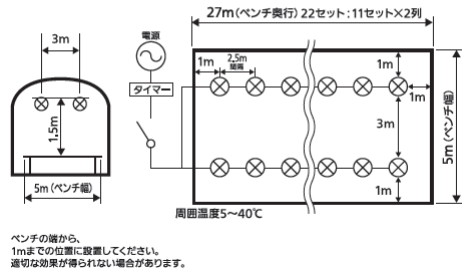 27m(ベンチ奥行) 22セット:11セット×2列
3m
電源
タイマー
1m
2.5m
間隔
1m
1m
1.5m
3m
5m(ベンチ幅)
5m(ベンチ幅)
1m
周囲温度5〜40℃
ベンチの端から、
1mまでの位置に設置してください。
適切な効果が得られない場合があります。